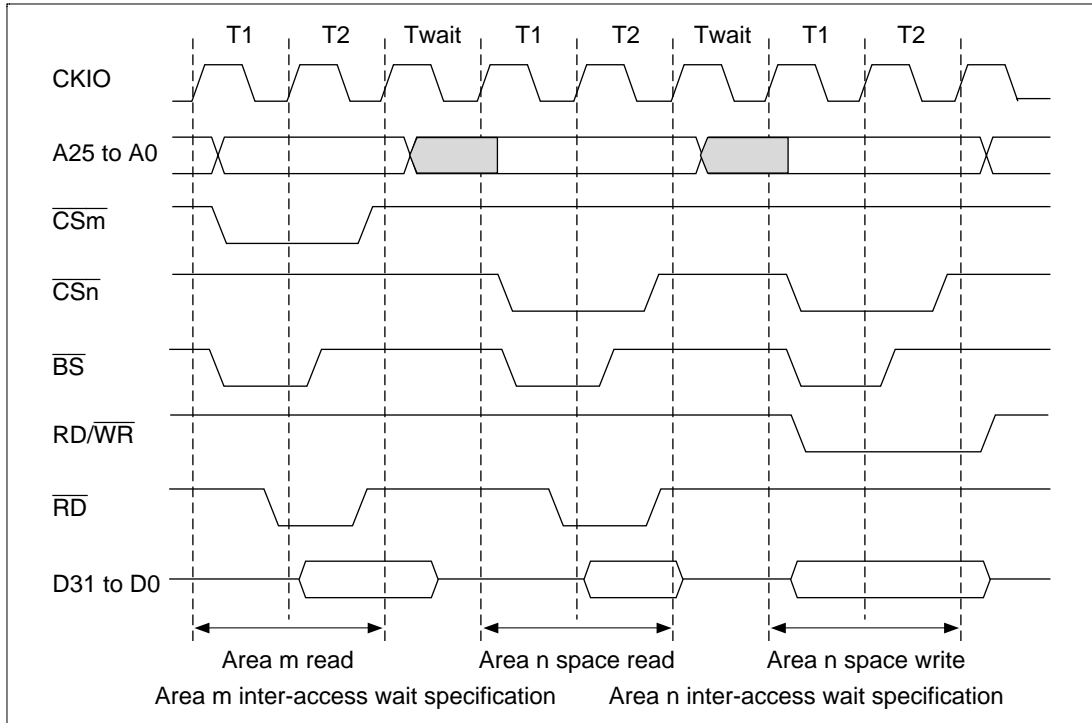 T1 T2 Twait T1 T2 Twait T1 T2
CKIO
A25 to A0
CSm
CSn
BS
RD/WR
RD
D31 to D0
Area m read Area n space read Area n space write
Area m inter-access wait specification Area n inter-access wait specification